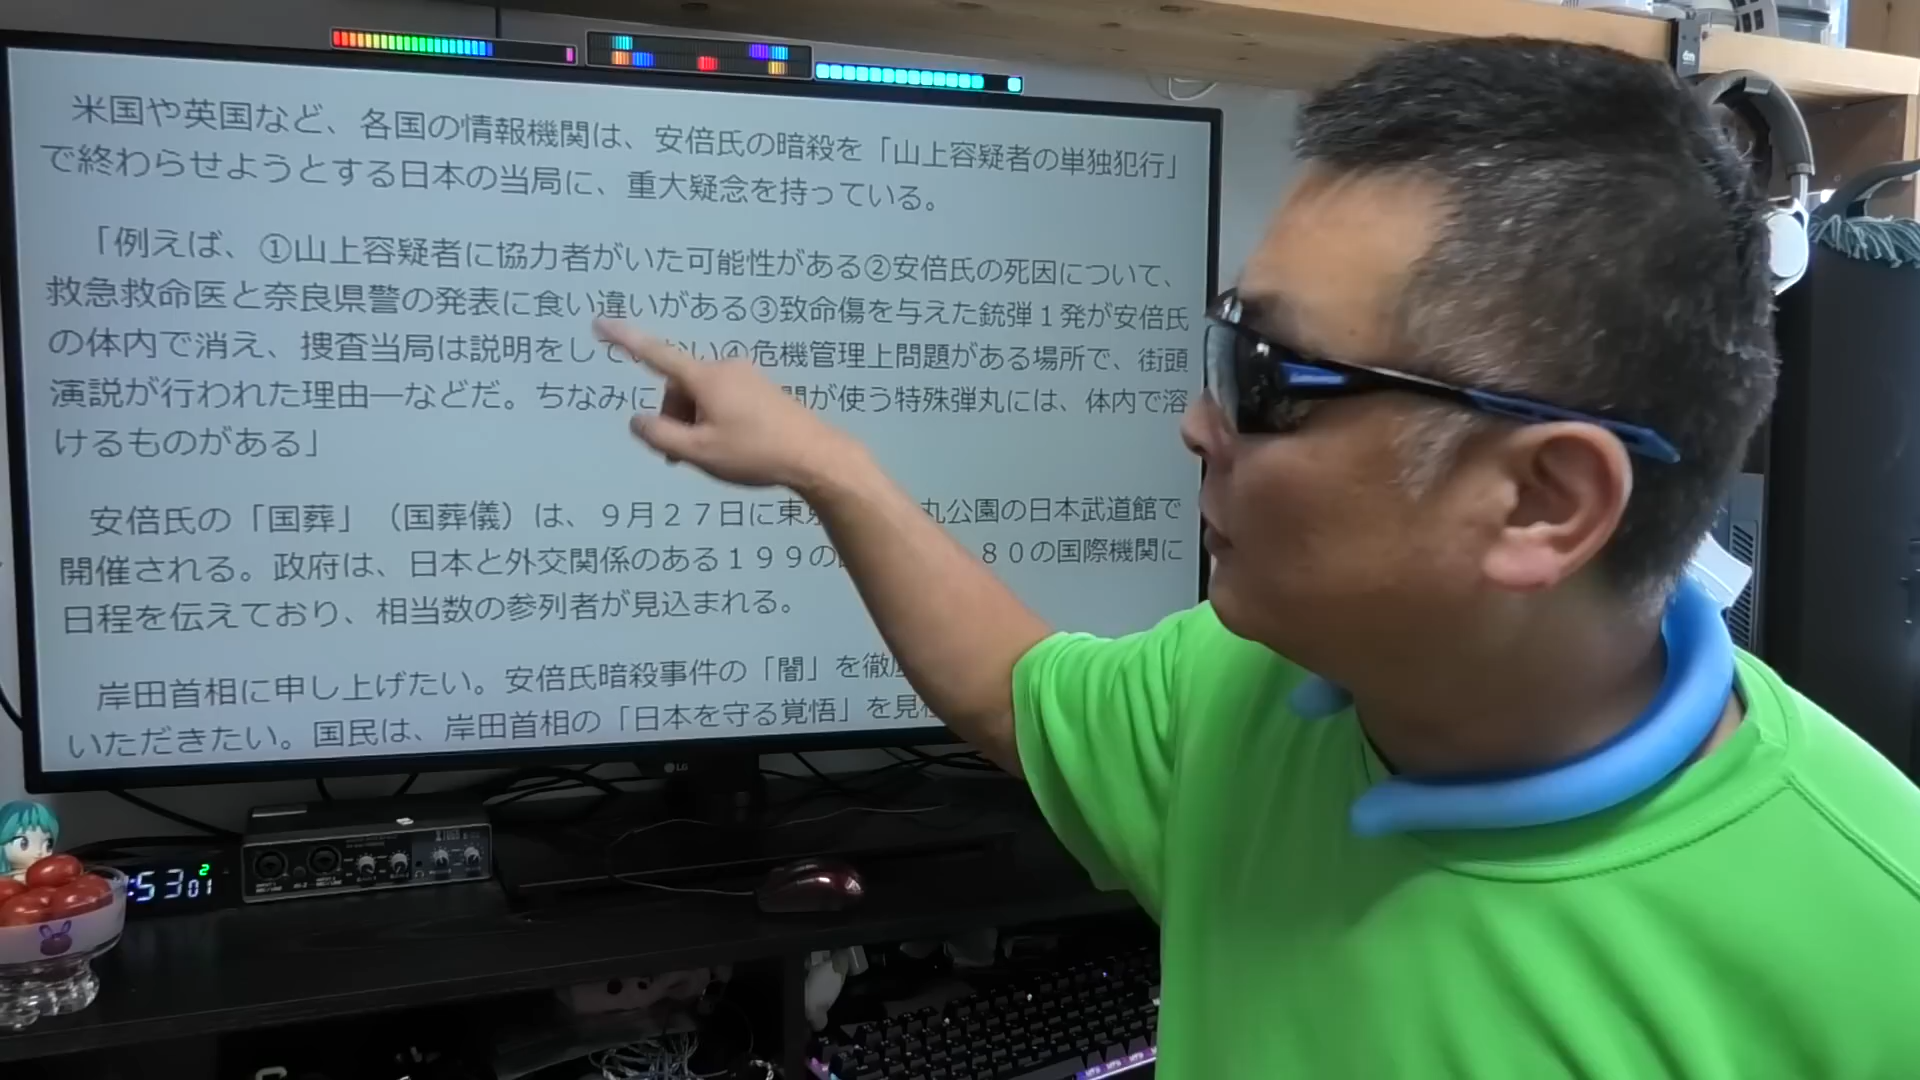 米国や英国など、各国の情報機関は、安倍氏の暗殺を「山上容疑者の単独犯行」
で終わらせようとする日本の当局に、重大疑念を持っている。
「例えば、①山上容疑者に協力者がいた可能性がある②安倍氏の死因について、
救急救命医と奈良県警の発表に食い違いがある③致命傷を与えた銃弾１発が安倍氏
の体内で消え、捜査当局は説明をしていない④危機管理上問題がある場所で、街頭
演説が行われた理由―などだ。ちなみに 関が使う特殊弾丸には、体内で溶
けるものがある」
安倍氏の「国葬」（国葬儀）は、９月２７日に東京 丸公園の日本武道館で
開催される。政府は、日本と外交関係のある１９９の ８０の国際機関に
日程を伝えており、相当数の参列者が見込まれる。
岸田首相に申し上げたい。安倍氏暗殺事件の「闇」を徹
いただきたい。国民は、岸田首相の「日本を守る覚悟」を見
LG
:53 01
2